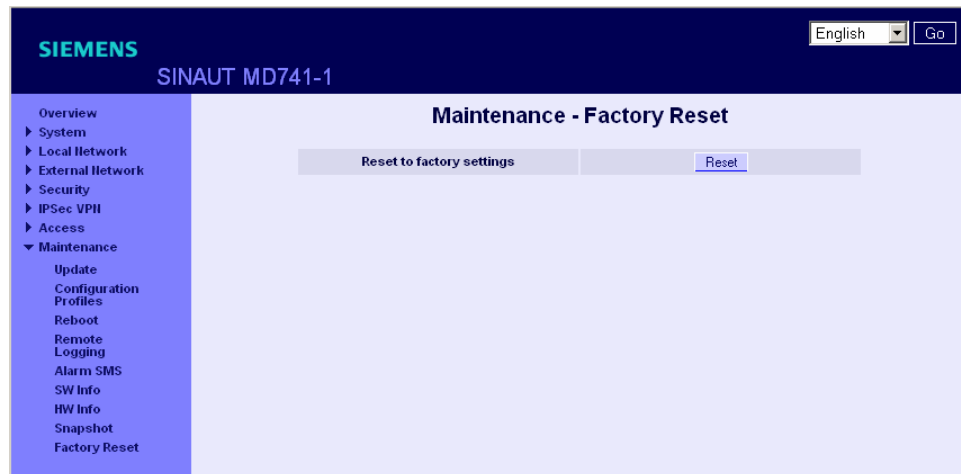 SIEMENS
English
Go
SINAUT MD741-1
Overview
System
Local Network
External Network
Security
IPSec VPN
Access
Maintenance
Update
Configuration
Profiles
Reboot
Remote
Logging
Alarm SMS
SW Info
HW Info
Snapshot
Factory Reset
Maintenance - Factory Reset
Reset to factory settings
Reset